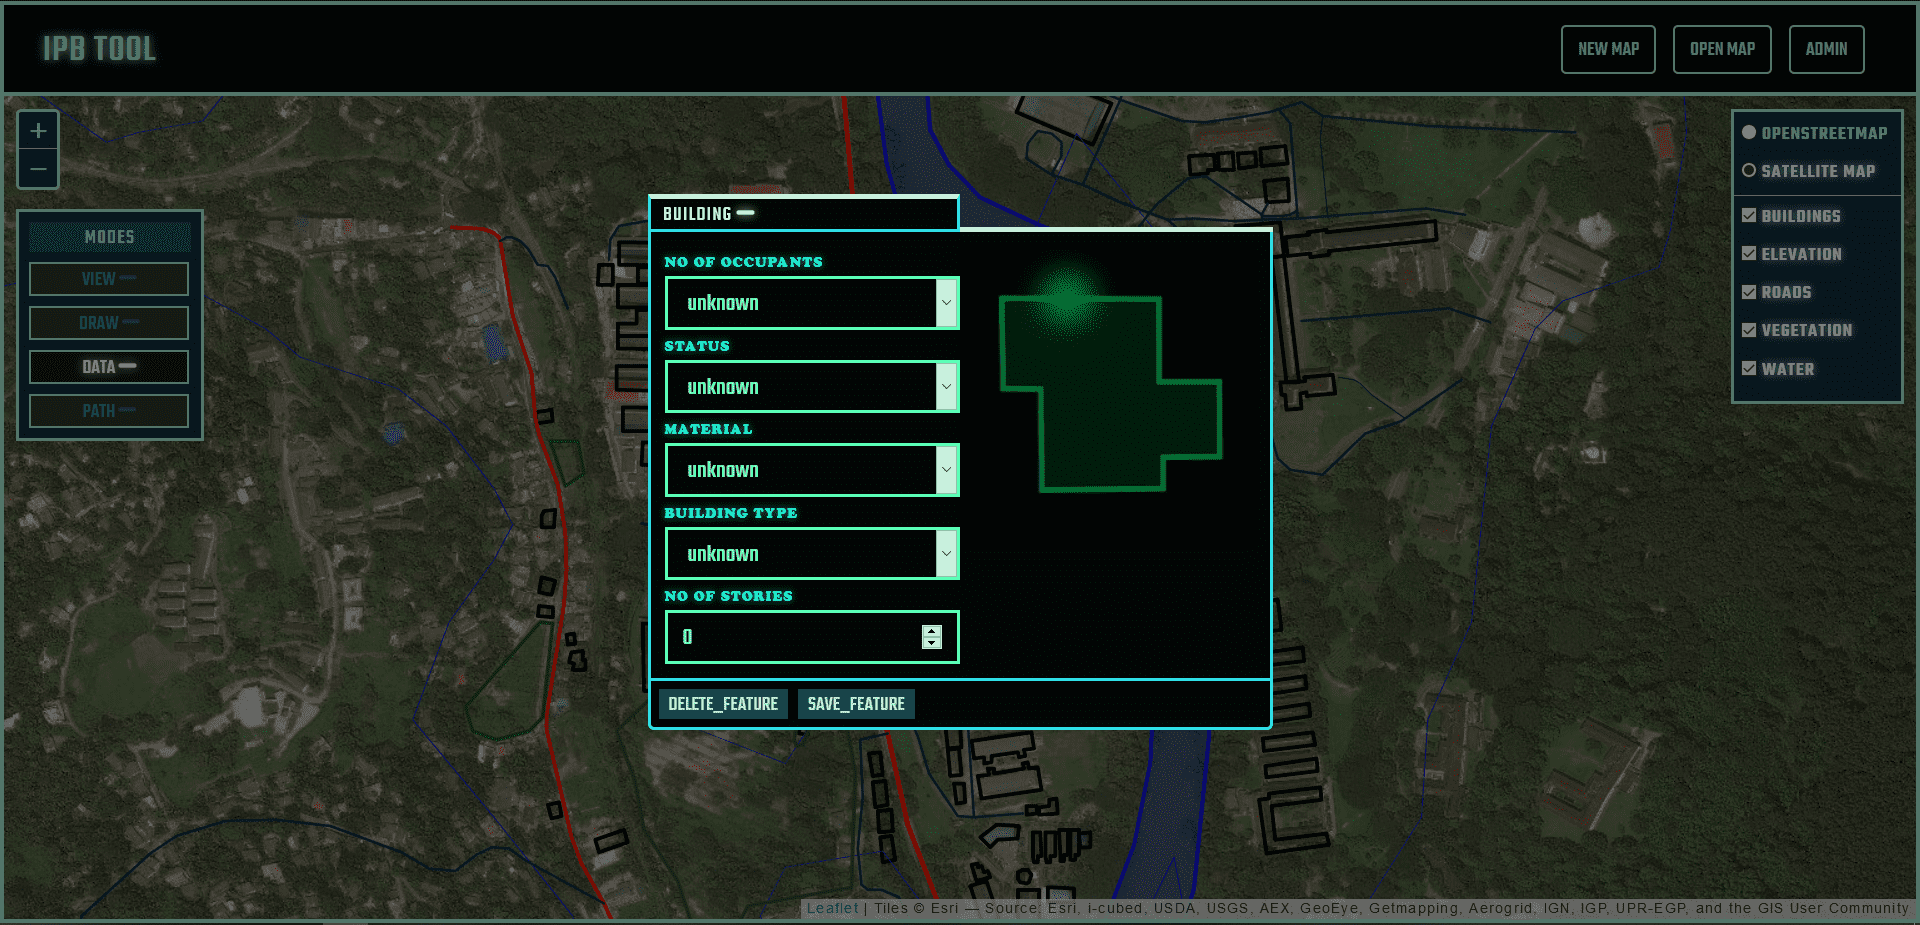 IPB TOOL
NEW MAP
OPEN MAP
ADMIN
+
−
MODES
VIEW
DRAW
DATA
PATH
BUILDING
NO OF OCCUPANTS
unknown
STATUS
unknown
MATERIAL
unknown
BUILDING TYPE
unknown
NO OF STORIES
0
DELETE_FEATURE
SAVE_FEATURE
OPENSTREETMAP
SATELLITE MAP
BUILDINGS
ELEVATION
ROADS
VEGETATION
WATER
Leaflet | Tiles © Esri — Source: Esri, i-cubed, USDA, USGS, AEX, GeoEye, Getmapping, Aerogrid, IGN, IGP, UPR-EGP, and the GIS User Community